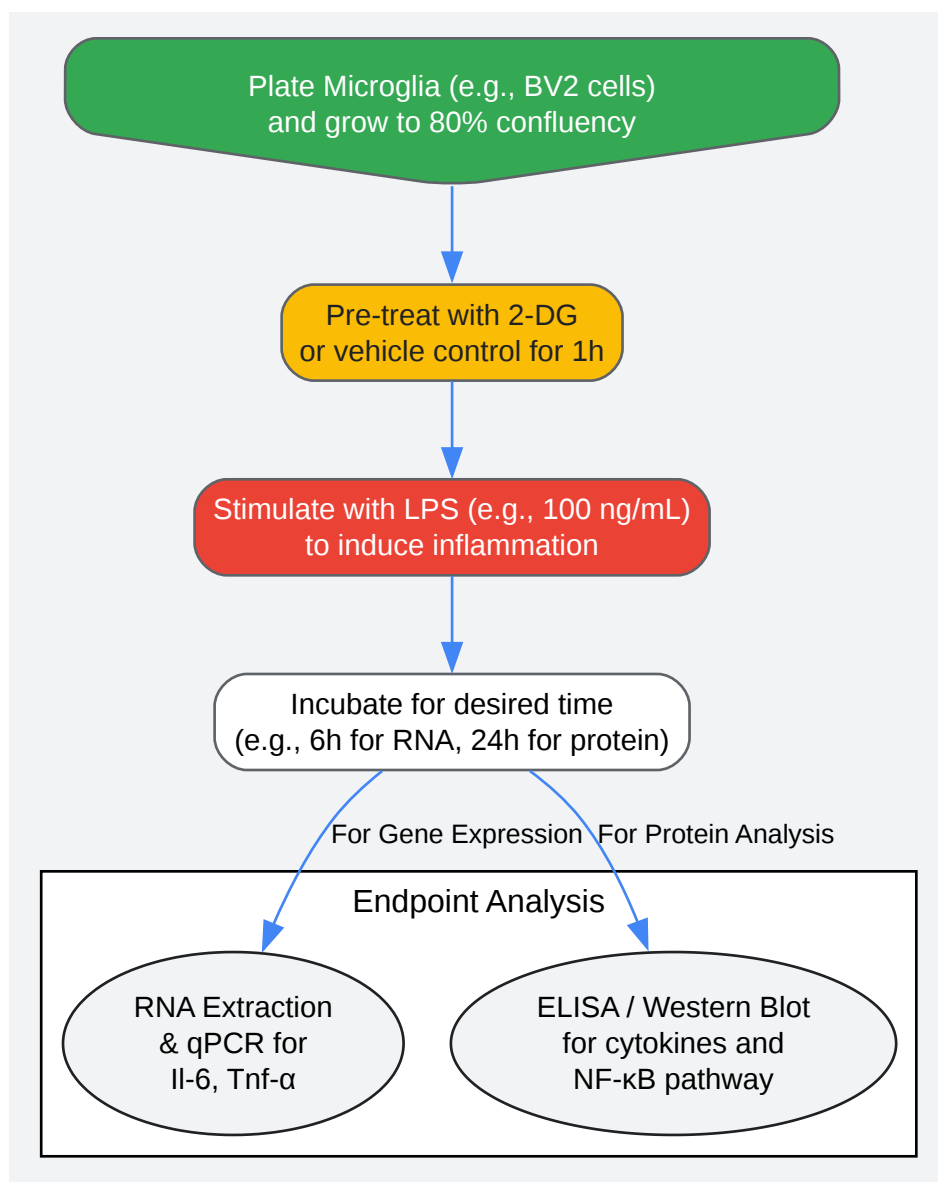 Plate Microglia (e.g., BV2 cells)
and grow to 80% confluency
Pre-treat with 2-DG
or vehicle control for 1h
Stimulate with LPS (e.g., 100 ng/mL)
to induce inflammation
Incubate for desired time
(e.g., 6h for RNA, 24h for protein)
For Gene Expression
For Protein Analysis
Endpoint Analysis
RNA Extraction
& qPCR for
Il-6, Tnf-α
ELISA / Western Blot
for cytokines and
NF-κB pathway